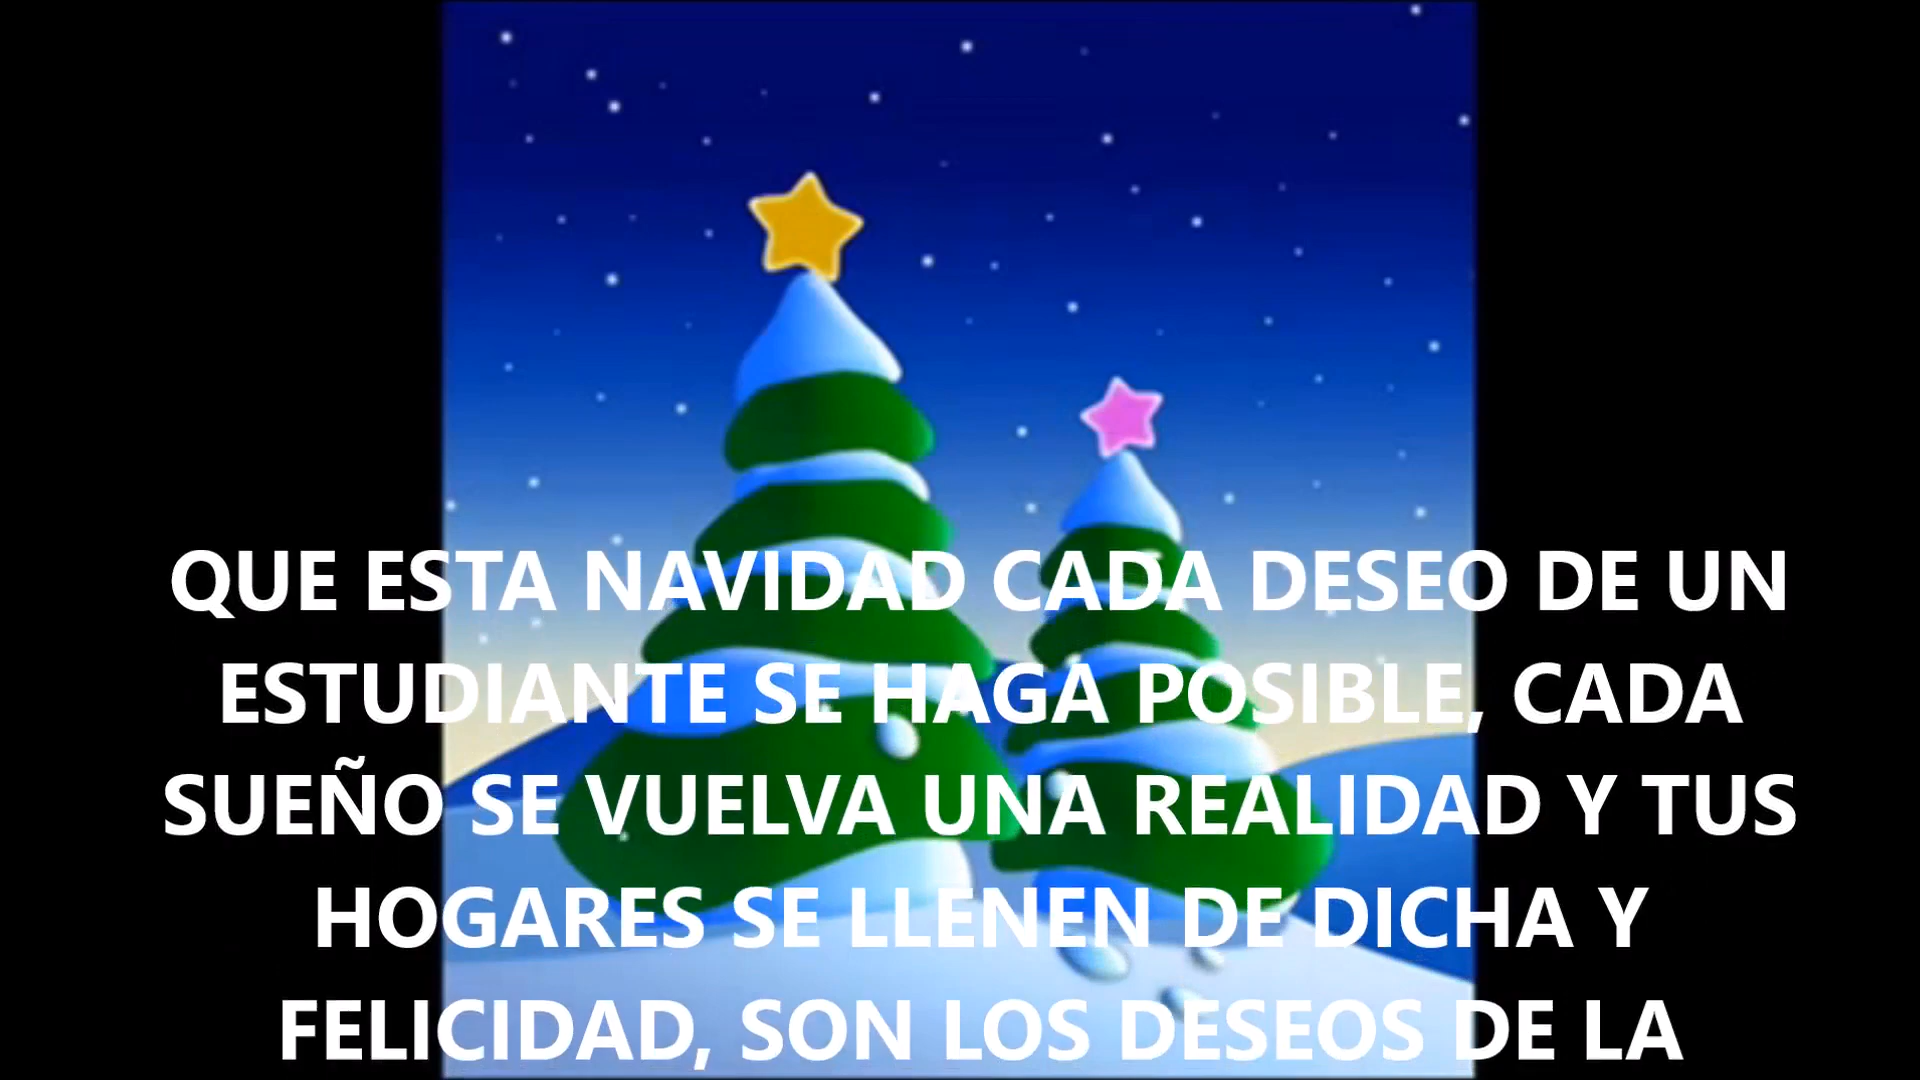 QUE ESTA NAVIDAD CADA DESEO DE UN
ESTUDIANTE SE HAGA POSIBLE, CADA
SUEÑO SE VUELVA UNA REALIDAD Y TUS
HOGARES SE LLENEN DE DICHA Y
FELICIDAD, SON LOS DESEOS DE LA